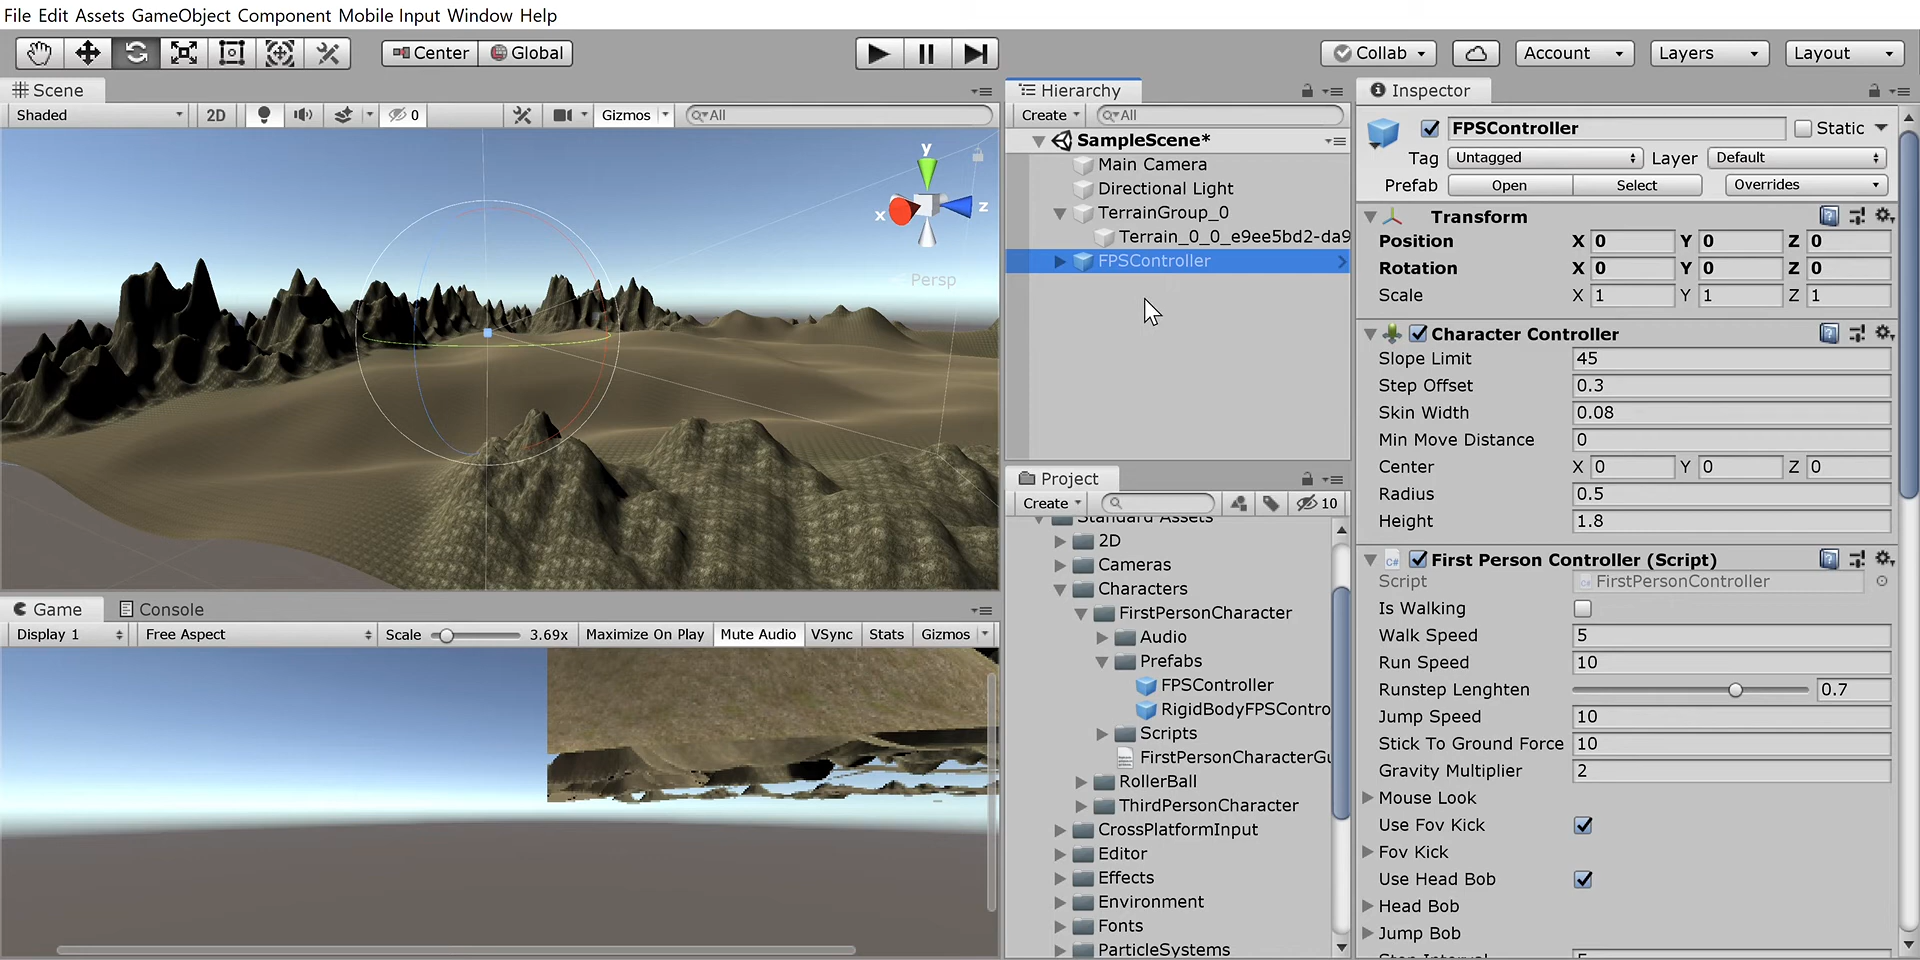 File Edit Assets GameObject Component Mobile Input Window Help
Center Global
Collab Account Layers Layout
Scene
Shaded 2D 0 Gizmos All
y
x z
Persp
Game Console
Display 1 Free Aspect Scale 3.69x Maximize On Play Mute Audio VSync Stats Gizmos
Hierarchy
Create All
SampleScene*
Main Camera
Directional Light
TerrainGroup_0
Terrain_0_0_e9ee5bd2-da9
FPSController
Project
Create 10
Standard Assets
2D
Cameras
Characters
FirstPersonCharacter
Audio
Prefabs
FPSController
RigidBodyFPSContro
Scripts
FirstPersonCharacterGu
RollerBall
ThirdPersonCharacter
CrossPlatformInput
Editor
Effects
Environment
Fonts
ParticleSystems
Inspector
FPSController Static
Tag Untagged Layer Default
Prefab Open Select Overrides
Transform
Position X 0 Y 0 Z 0
Rotation X 0 Y 0 Z 0
Scale X 1 Y 1 Z 1
Character Controller
Slope Limit 45
Step Offset 0.3
Skin Width 0.08
Min Move Distance 0
Center X 0 Y 0 Z 0
Radius 0.5
Height 1.8
First Person Controller (Script)
Script FirstPersonController
Is Walking
Walk Speed 5
Run Speed 10
Runstep Lenghten 0.7
Jump Speed 10
Stick To Ground Force 10
Gravity Multiplier 2
Mouse Look
Use Fov Kick
Fov Kick
Use Head Bob
Head Bob
Jump Bob